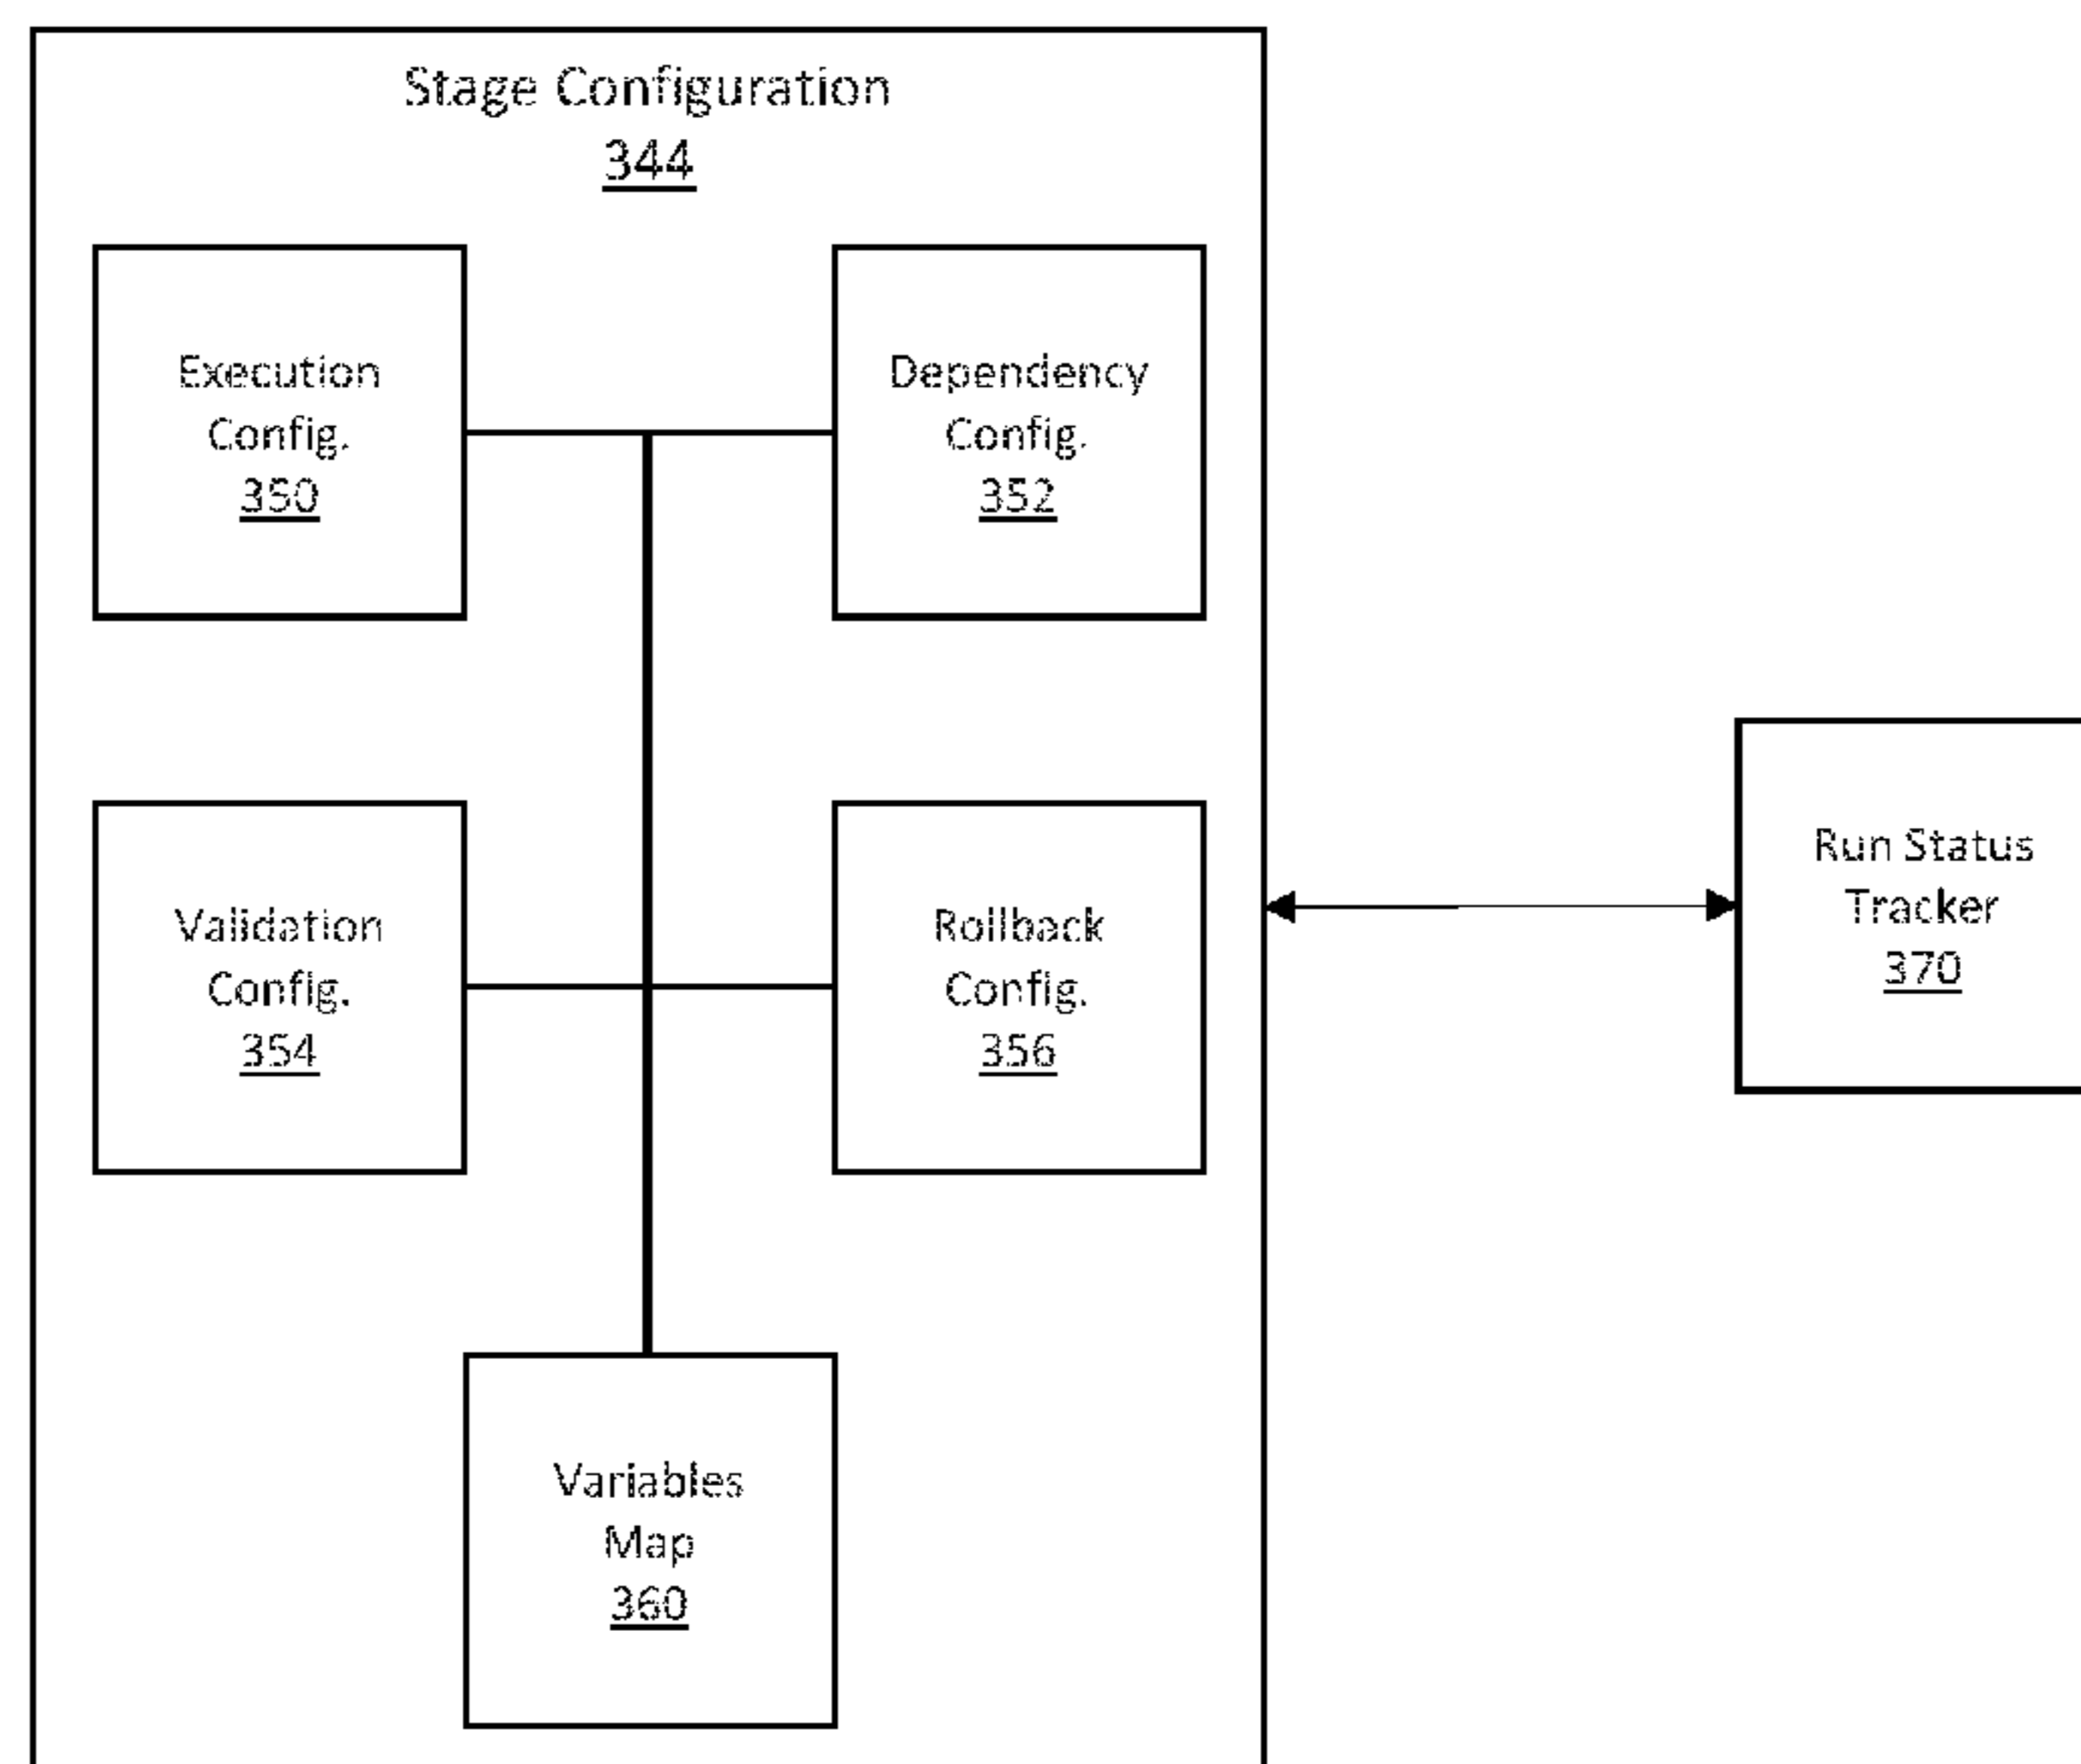 Stage Configuration
344
Execution
Config.
350
Dependency
Config.
352
Validation
Config.
354
Rollback
Config.
356
Run Status
Tracker
370
Variables
Map
360